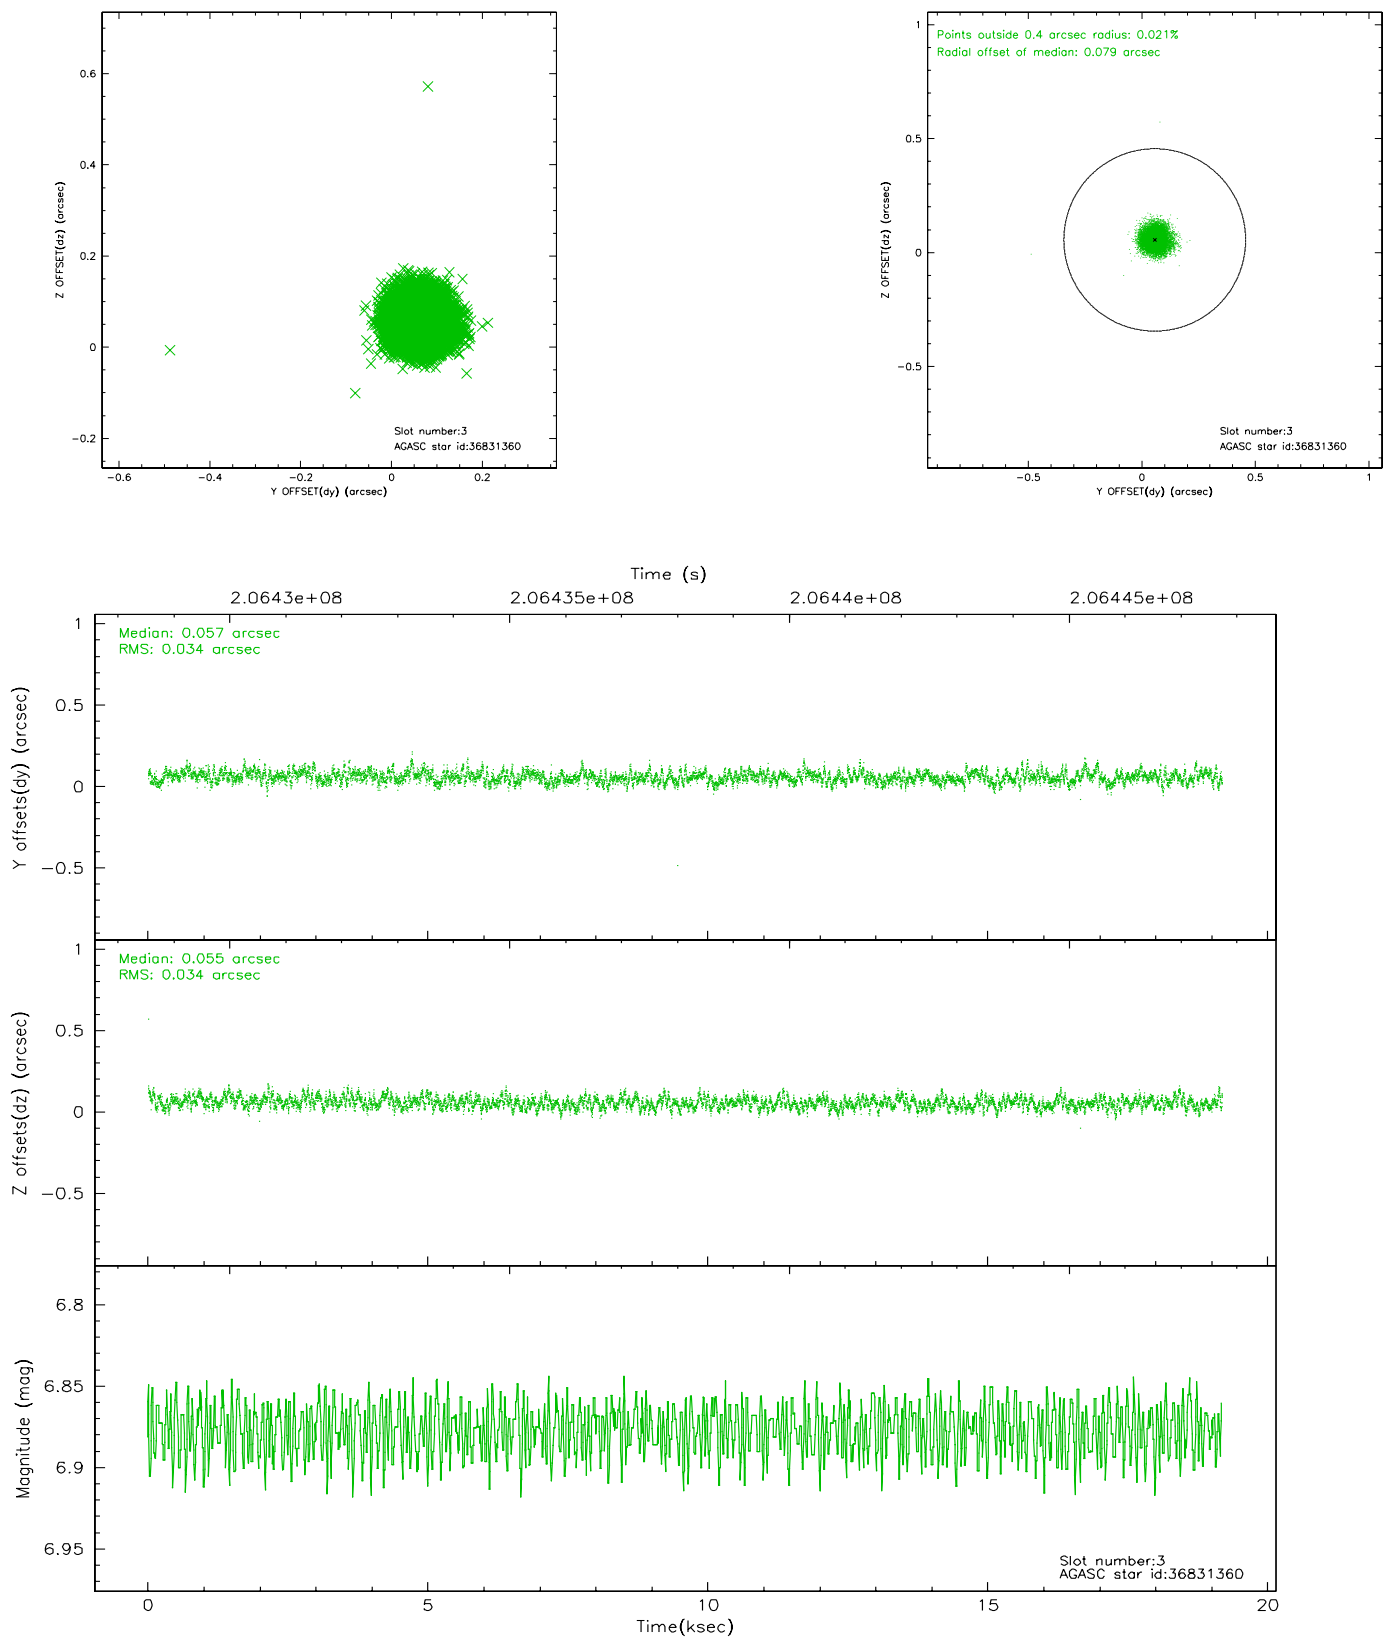 0.6
0.4
0.2
0
−0.2
Z OFFSET(dz) (arcsec)
Slot number:3
AGASC star id:36831360
−0.6 −0.4 −0.2 0 0.2
Y OFFSET(dy) (arcsec)
Points outside 0.4 arcsec radius: 0.021%
Radial offset of median: 0.079 arcsec
1
0.5
0
−0.5
Z OFFSET(dz) (arcsec)
Slot number:3
AGASC star id:36831360
−0.5 0 0.5 1
Y OFFSET(dy) (arcsec)
Time (s)
2.0643e+08 2.06435e+08 2.0644e+08 2.06445e+08
Median: 0.057 arcsec
RMS: 0.034 arcsec
1
0.5
0
−0.5
Y offsets(dy) (arcsec)
Median: 0.055 arcsec
RMS: 0.034 arcsec
1
0.5
0
−0.5
Z offsets(dz) (arcsec)
6.8
6.85
6.9
6.95
Magnitude (mag)
Slot number:3
AGASC star id:36831360
0 5 10 15 20
Time(ksec)